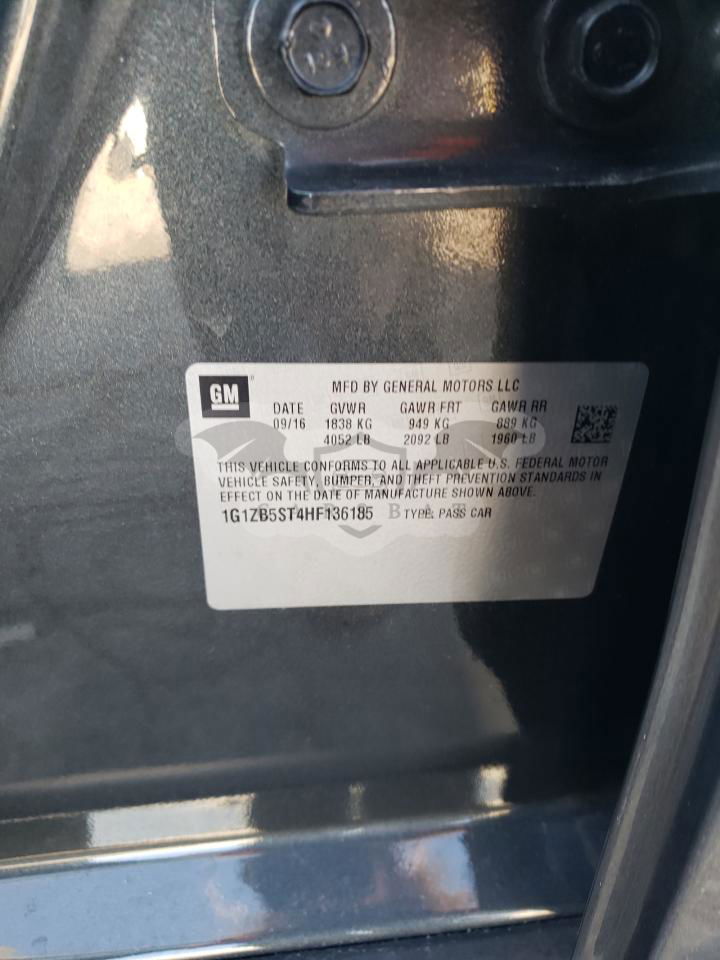 GM
MFD BY GENERAL MOTORS LLC
DATE GVWR GAWR FRT GAWR RR
09/16 1838 KG 949 KG 889 KG
4052 LB 2092 LB 1960 LB
THIS VEHICLE CONFORMS TO ALL APPLICABLE U.S. FEDERAL MOTOR
VEHICLE SAFETY, BUMPER, AND THEFT PREVENTION STANDARDS IN
EFFECT ON THE DATE OF MANUFACTURE SHOWN ABOVE.
1G1ZB5ST4HF136185 TYPE: PASS CAR